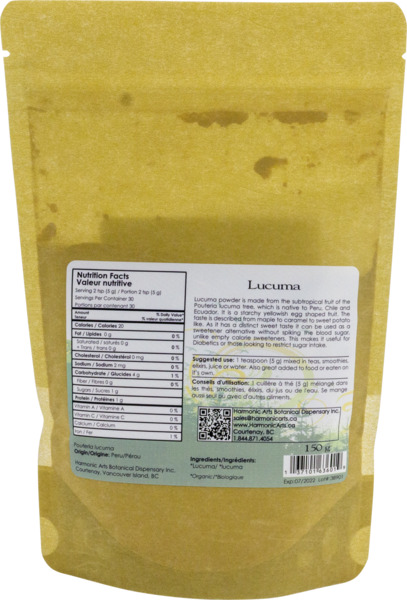 Nutrition Facts
Valeur nutritive
Serving 2 tsp (5 g) / Portion 2 tsp (5 g)
Servings Per Container 30
Portions par contenant 30
Amount % Daily Value*
Teneur % valeur quotidienne*
Calories / Calories 20
Fat / Lipides 0 g 0 %
Saturated / saturés 0 g 0 %
+ Trans / trans 0 g
Cholesterol / Cholésterol 0 mg 0 %
Sodium / Sodium 2 mg 0 %
Carbohydrate / Glucides 4 g 1 %
Fiber / Fibres 0 g 0 %
Sugar / Sucres 1 g
Protein / Protéines 1 g
Vitamin A / Vitamine A 0 %
Vitamin C / Vitamine C 0 %
Calcium / Calcium 0 %
Iron / Fer 1 %
Pouteria lucuma
Origin/Origine: Peru/Pérou
Harmonic Arts Botanical Dispensary Inc.
Courtenay, Vancouver Island, BC
Lucuma
Lucuma powder is made from the subtropical fruit of the
Pouteria lucuma tree, which is native to Peru, Chile and
Ecuador. It is a starchy yellowish egg shaped fruit. The
taste is described from maple to caramel to sweet potato
like. As it has a distinct sweet taste it can be used as a
sweetener alternative without spiking the blood sugar,
unlike empty calorie sweeteners. This makes it useful for
Diabetics or those looking to restrict sugar intake.
Suggested use: 1 teaspoon (5 g) mixed in teas, smoothies,
elixirs, juice or water. Also great added to food or eaten on
it's own.
Conseils d'utilisation: 1 cuillère à thé (5 g) mélangé dans
les thés, smoothies, élixirs, du jus ou de l'eau. Se mange
aussi seul ou avec d'autres aliments.
Harmonic Arts Botanical Dispensary Inc.
sales@harmonicarts.ca
www.HarmonicArts.ca
Courtenay, BC
1.844.871.4054
150 g
Ingredients/Ingrédients:
*Lucuma/ *lucuma
*Organic/*Biologique
Exp 07/2022